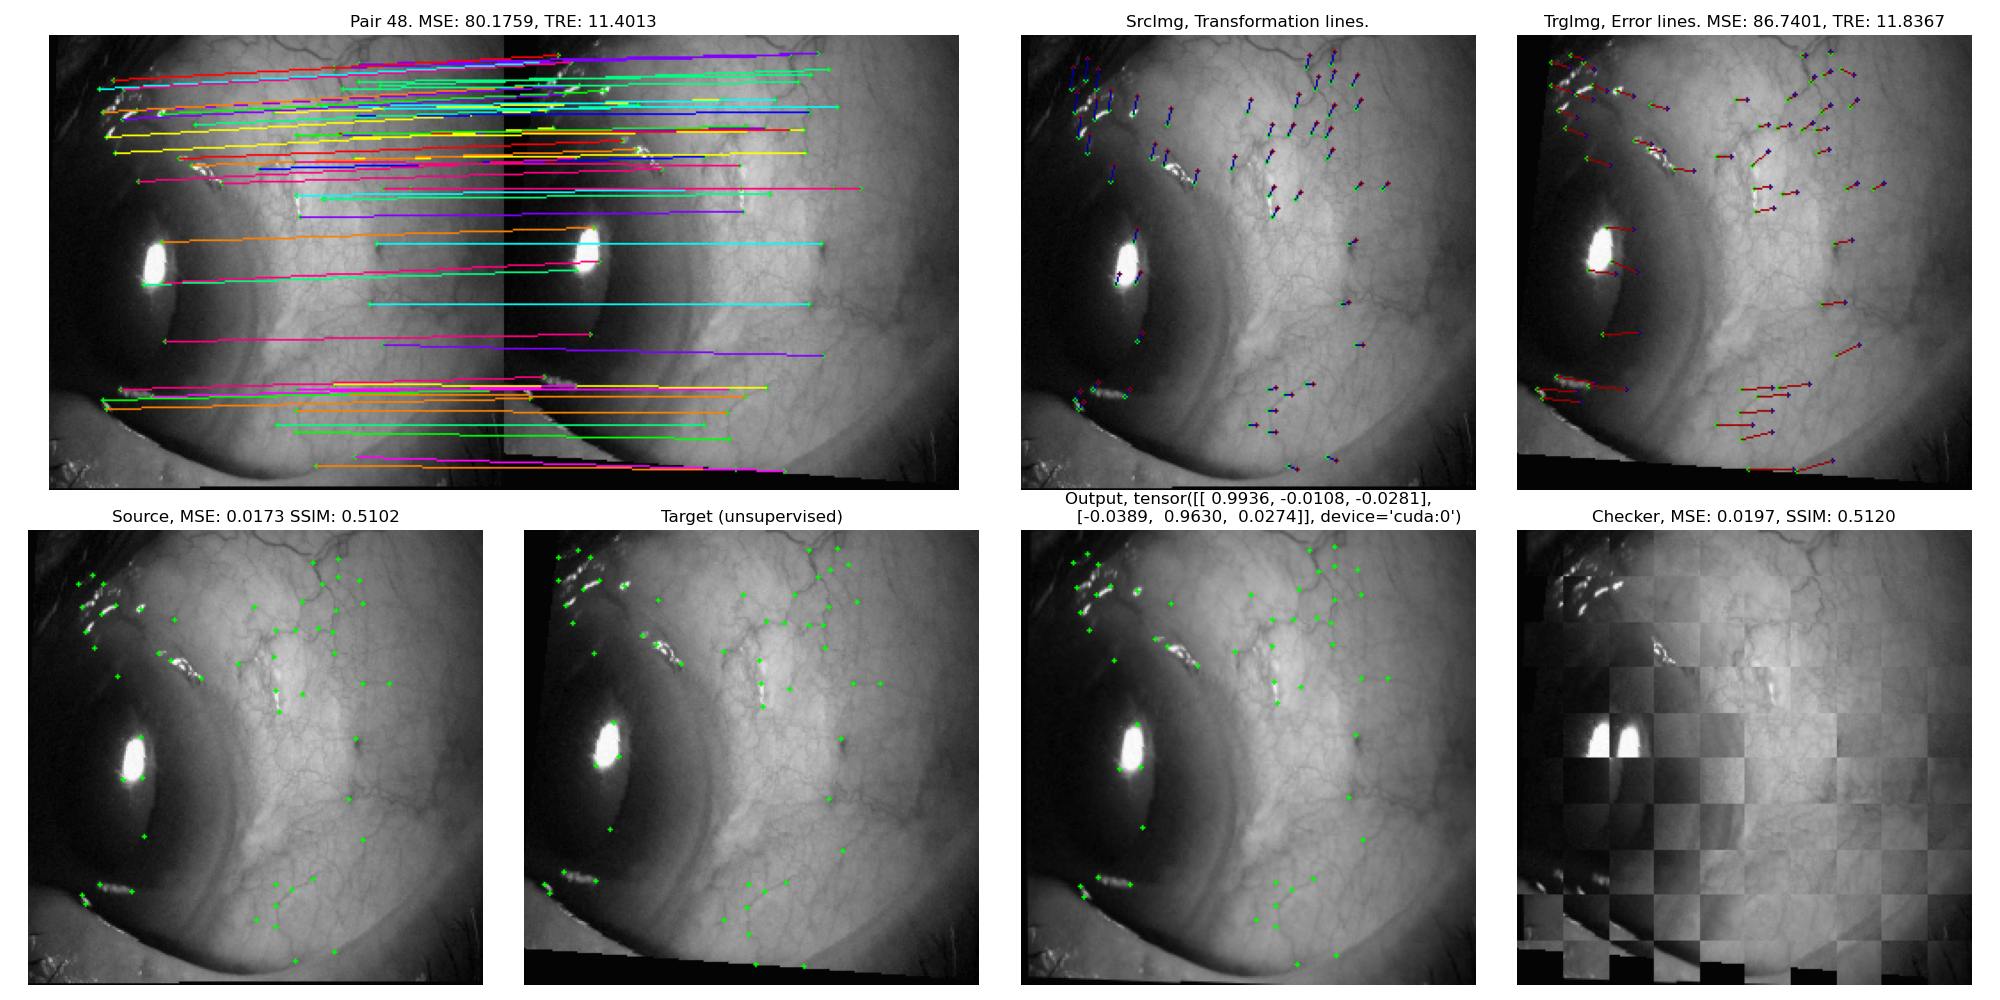 Pair 48. MSE: 80.1759, TRE: 11.4013
SrcImg, Transformation lines.
TrgImg, Error lines. MSE: 86.7401, TRE: 11.8367
Source, MSE: 0.0173 SSIM: 0.5102
Target (unsupervised)
Output, tensor([[ 0.9936, -0.0108, -0.0281],
[-0.0389, 0.9630, 0.0274]], device='cuda:0')
Checker, MSE: 0.0197, SSIM: 0.5120